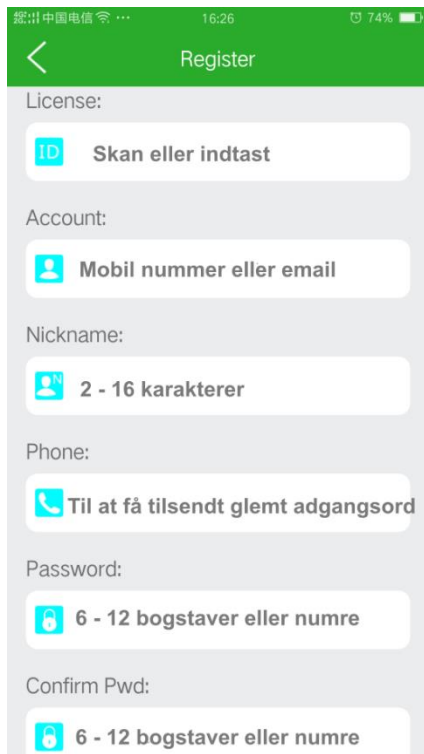 中国电信 ··· 16:26 74%
Register
License:
ID Skan eller indtast
Account:
Mobil nummer eller email
Nickname:
N 2 - 16 karakterer
Phone:
Til at få tilsendt glemt adgangsord
Password:
6 - 12 bogstaver eller numre
Confirm Pwd:
6 - 12 bogstaver eller numre